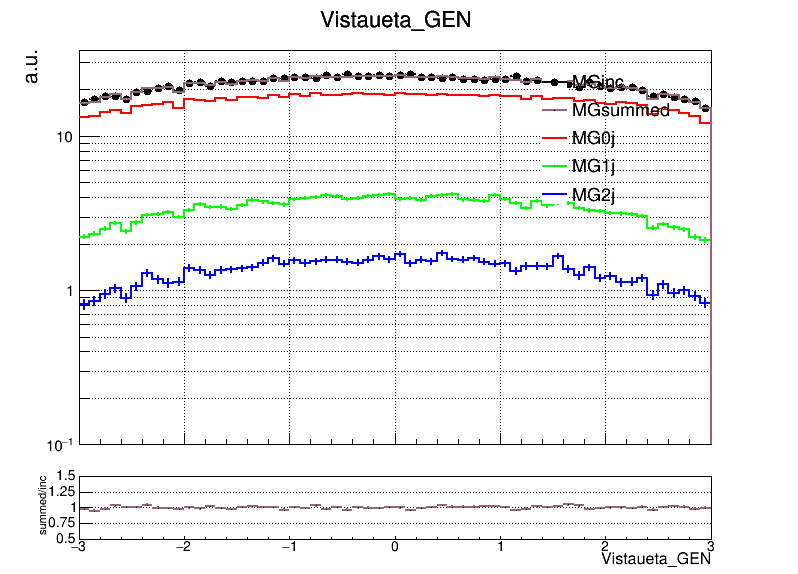 Vistaueta_GEN
a.u.
10
1
10⁻¹
MGinc
MGsummed
MG0j
MG1j
MG2j
summed/inc
1.5
1.25
1
0.75
0.5
−3 −2 −1 0 1 2 3
Vistaueta_GEN